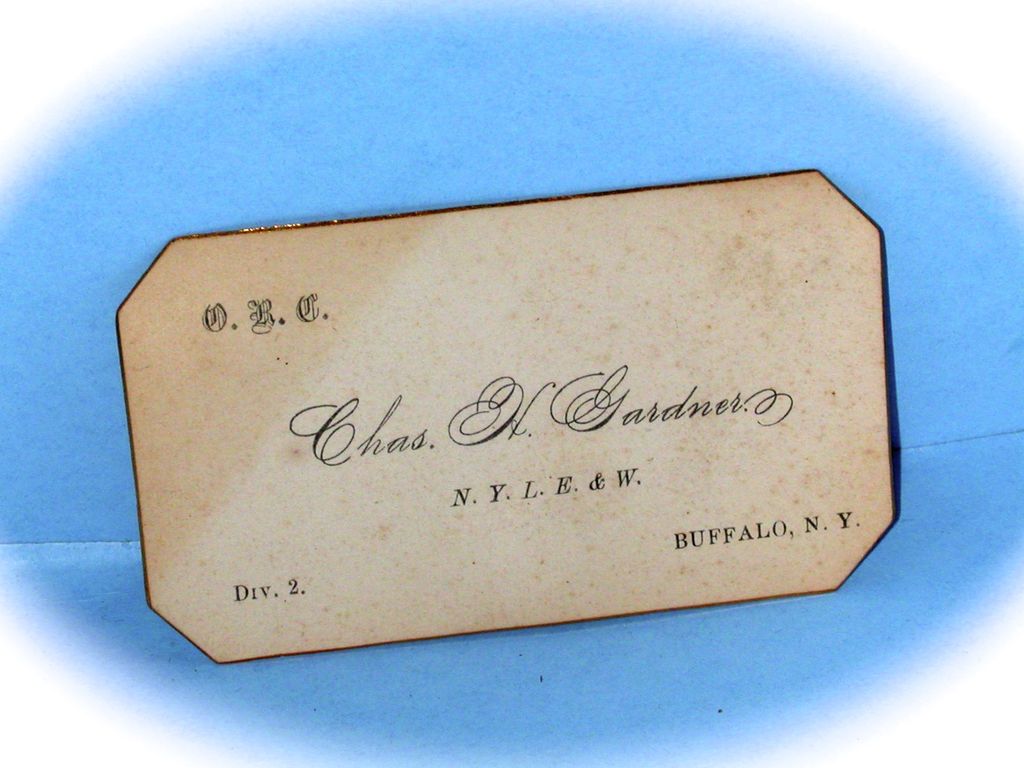 O. R. C.
Chas. H. Gardner.
N. Y. L. E. & W.
BUFFALO, N. Y.
Div. 2.